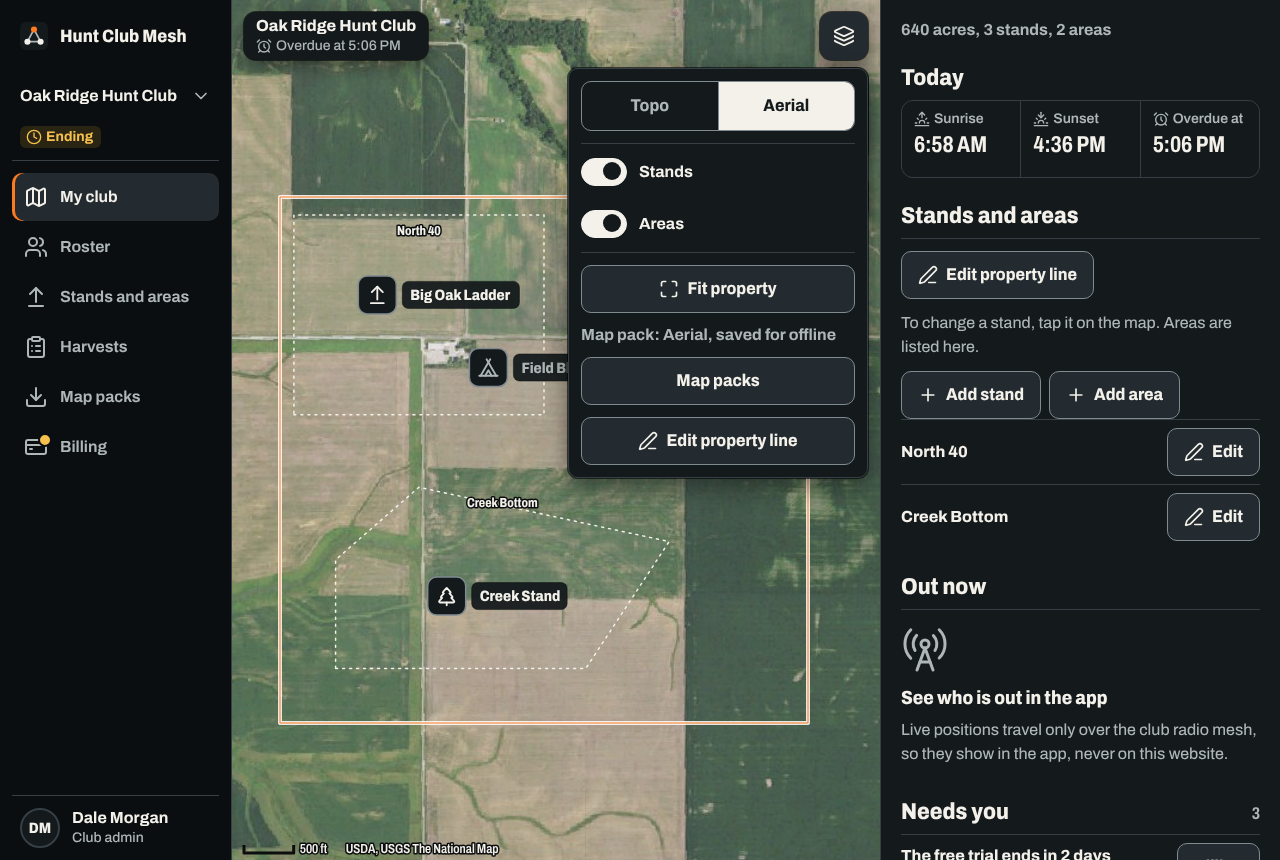 Hunt Club Mesh
Oak Ridge Hunt Club
Ending
My club
Roster
Stands and areas
Harvests
Map packs
Billing
DM
Dale Morgan
Club admin
Oak Ridge Hunt Club
Overdue at 5:06 PM
Topo
Aerial
Stands
Areas
Fit property
Map pack: Aerial, saved for offline
Map packs
Edit property line
North 40
Big Oak Ladder
Field
Creek Bottom
Creek Stand
500 ft
USDA, USGS The National Map
640 acres, 3 stands, 2 areas
Today
Sunrise
6:58 AM
Sunset
4:36 PM
Overdue at
5:06 PM
Stands and areas
Edit property line
To change a stand, tap it on the map. Areas are
listed here.
Add stand
Add area
North 40
Edit
Creek Bottom
Edit
Out now
See who is out in the app
Live positions travel only over the club radio mesh,
so they show in the app, never on this website.
Needs you
3
The free trial ends in 2 days